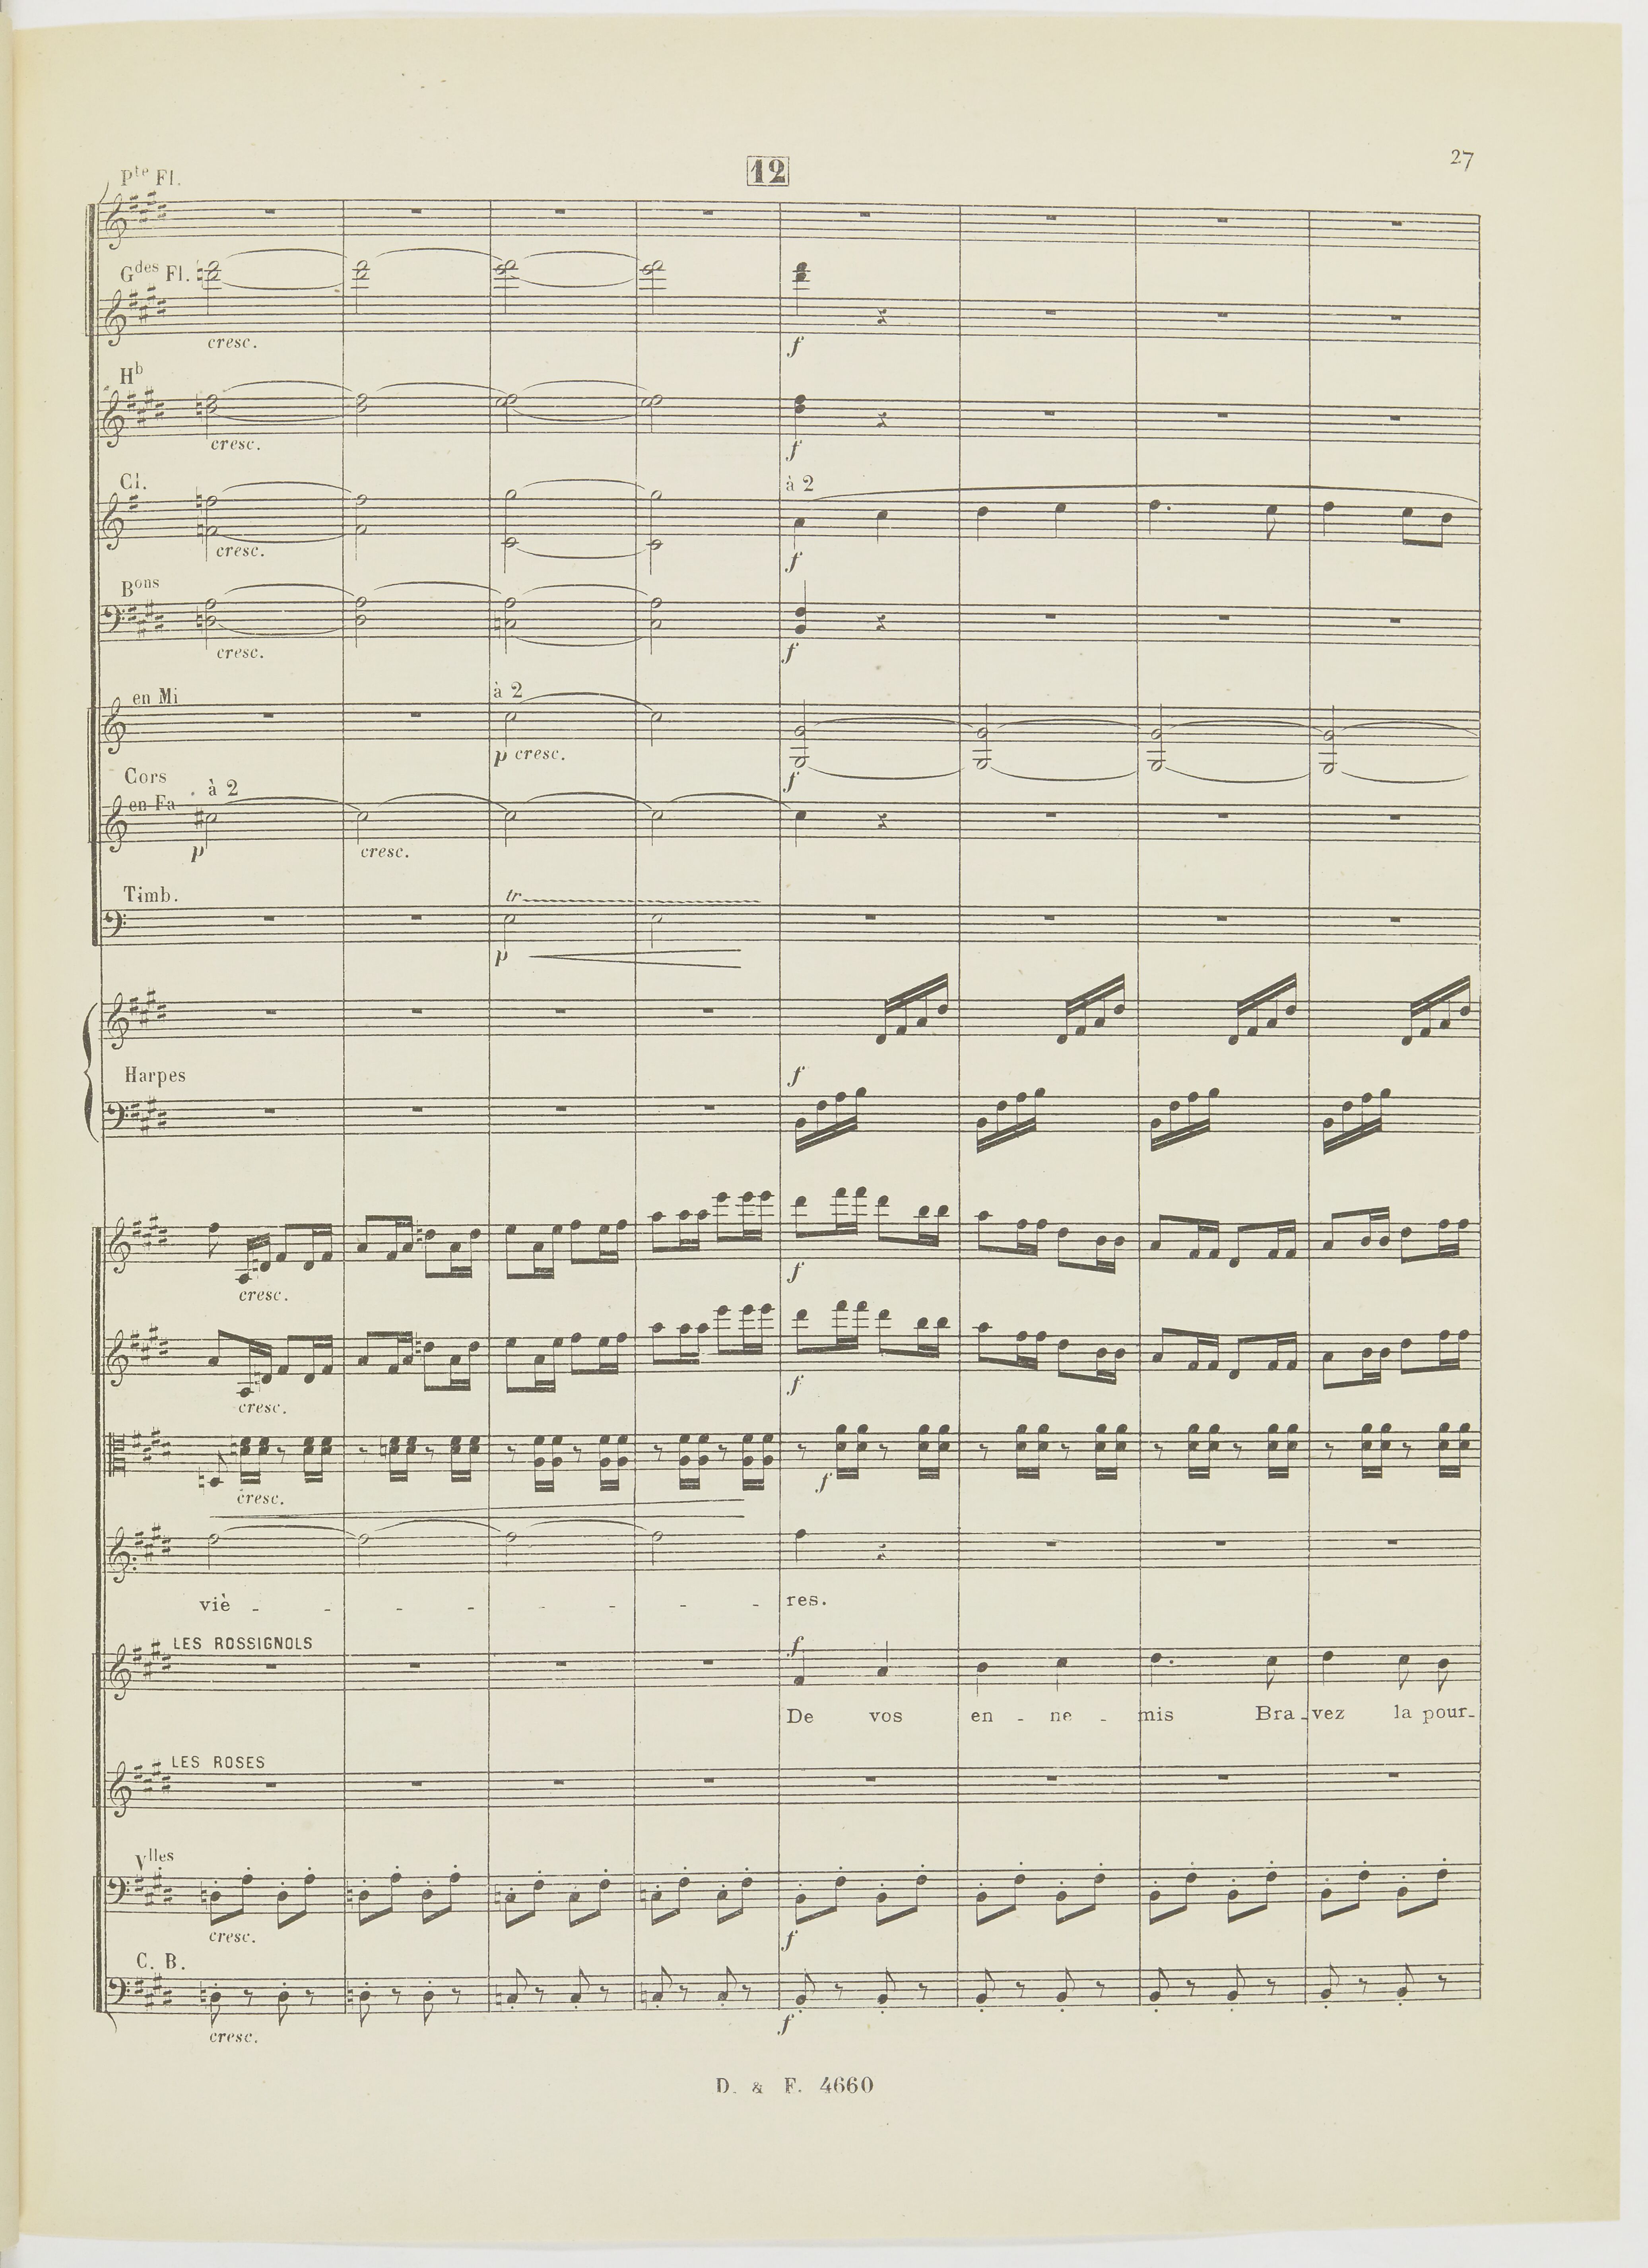 27
12
Pte Fl.
Gdes Fl.
cresc.
f
Hb
cresc.
f
Cl.
à 2
cresc.
f
Bons
cresc.
f
en Mi
à 2
p cresc.
f
Cors
en Fa
à 2
p
cresc.
Timb.
tr
p
Harpes
f
cresc.
f
cresc.
f
cresc.
f
viè - - - - - - - - res.
LES ROSSIGNOLS
f
De vos en - ne - mis Bra - vez la pour -
LES ROSES
Vlles
cresc.
f
C. B.
cresc.
f
D. & F. 4660